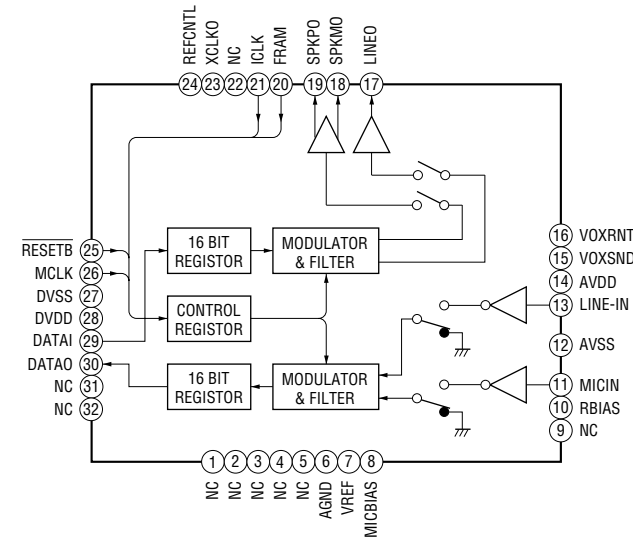 REFCNTL
XCLKO
NC
ICLK
FRAM
SPKPO
SPKMO
LINEO
24
23
22
21
20
19
18
17
RESETB 25
MCLK 26
DVSS 27
DVDD 28
DATAI 29
DATAO 30
NC 31
NC 32
16 BIT
REGISTOR
MODULATOR
& FILTER
CONTROL
REGISTOR
16 BIT
REGISTOR
MODULATOR
& FILTER
16 VOXRNT
15 VOXSND
14 AVDD
13 LINE-IN
12 AVSS
11 MICIN
10 RBIAS
9 NC
1
2
3
4
5
6
7
8
NC
NC
NC
NC
NC
AGND
VREF
MICBIAS